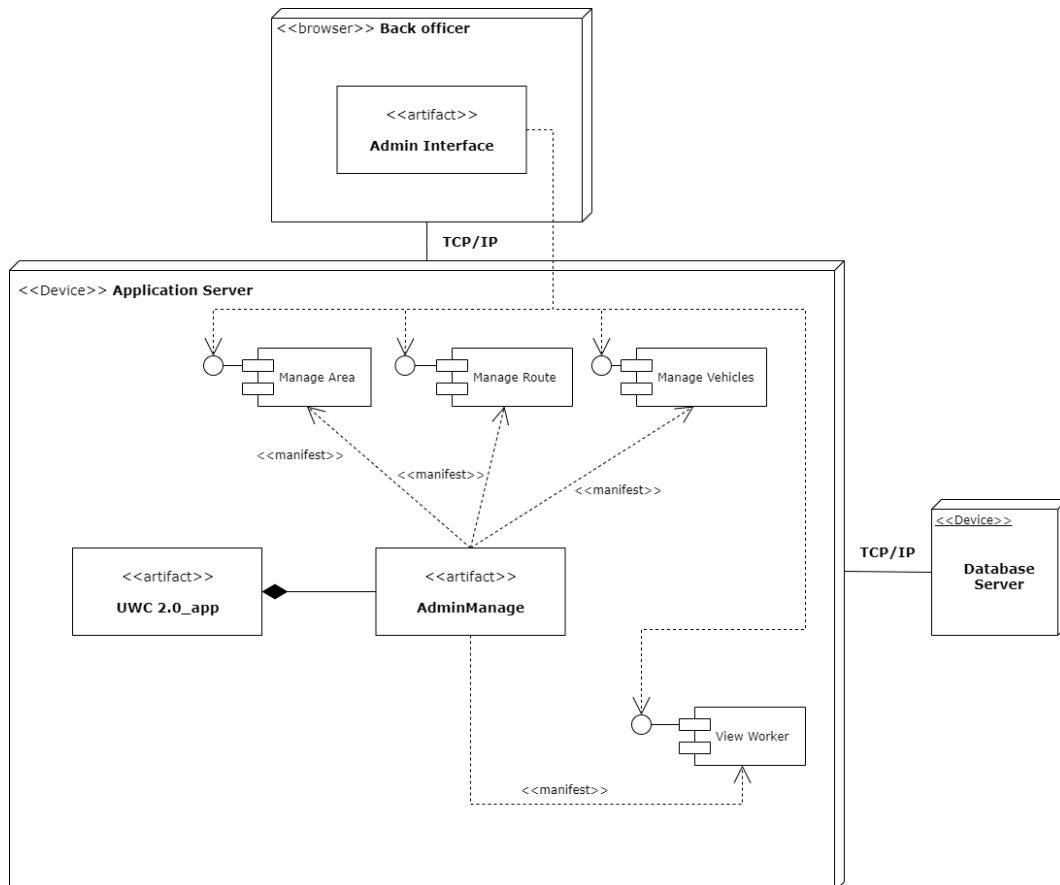 <<browser>> Back officer
<<artifact>>
Admin Interface
TCP/IP
<<Device>> Application Server
Manage Area
Manage Route
Manage Vehicles
<<manifest>>
<<manifest>>
<<manifest>>
<<Device>>
Database
Server
TCP/IP
<<artifact>>
UWC 2.0_app
<<artifact>>
AdminManage
View Worker
<<manifest>>